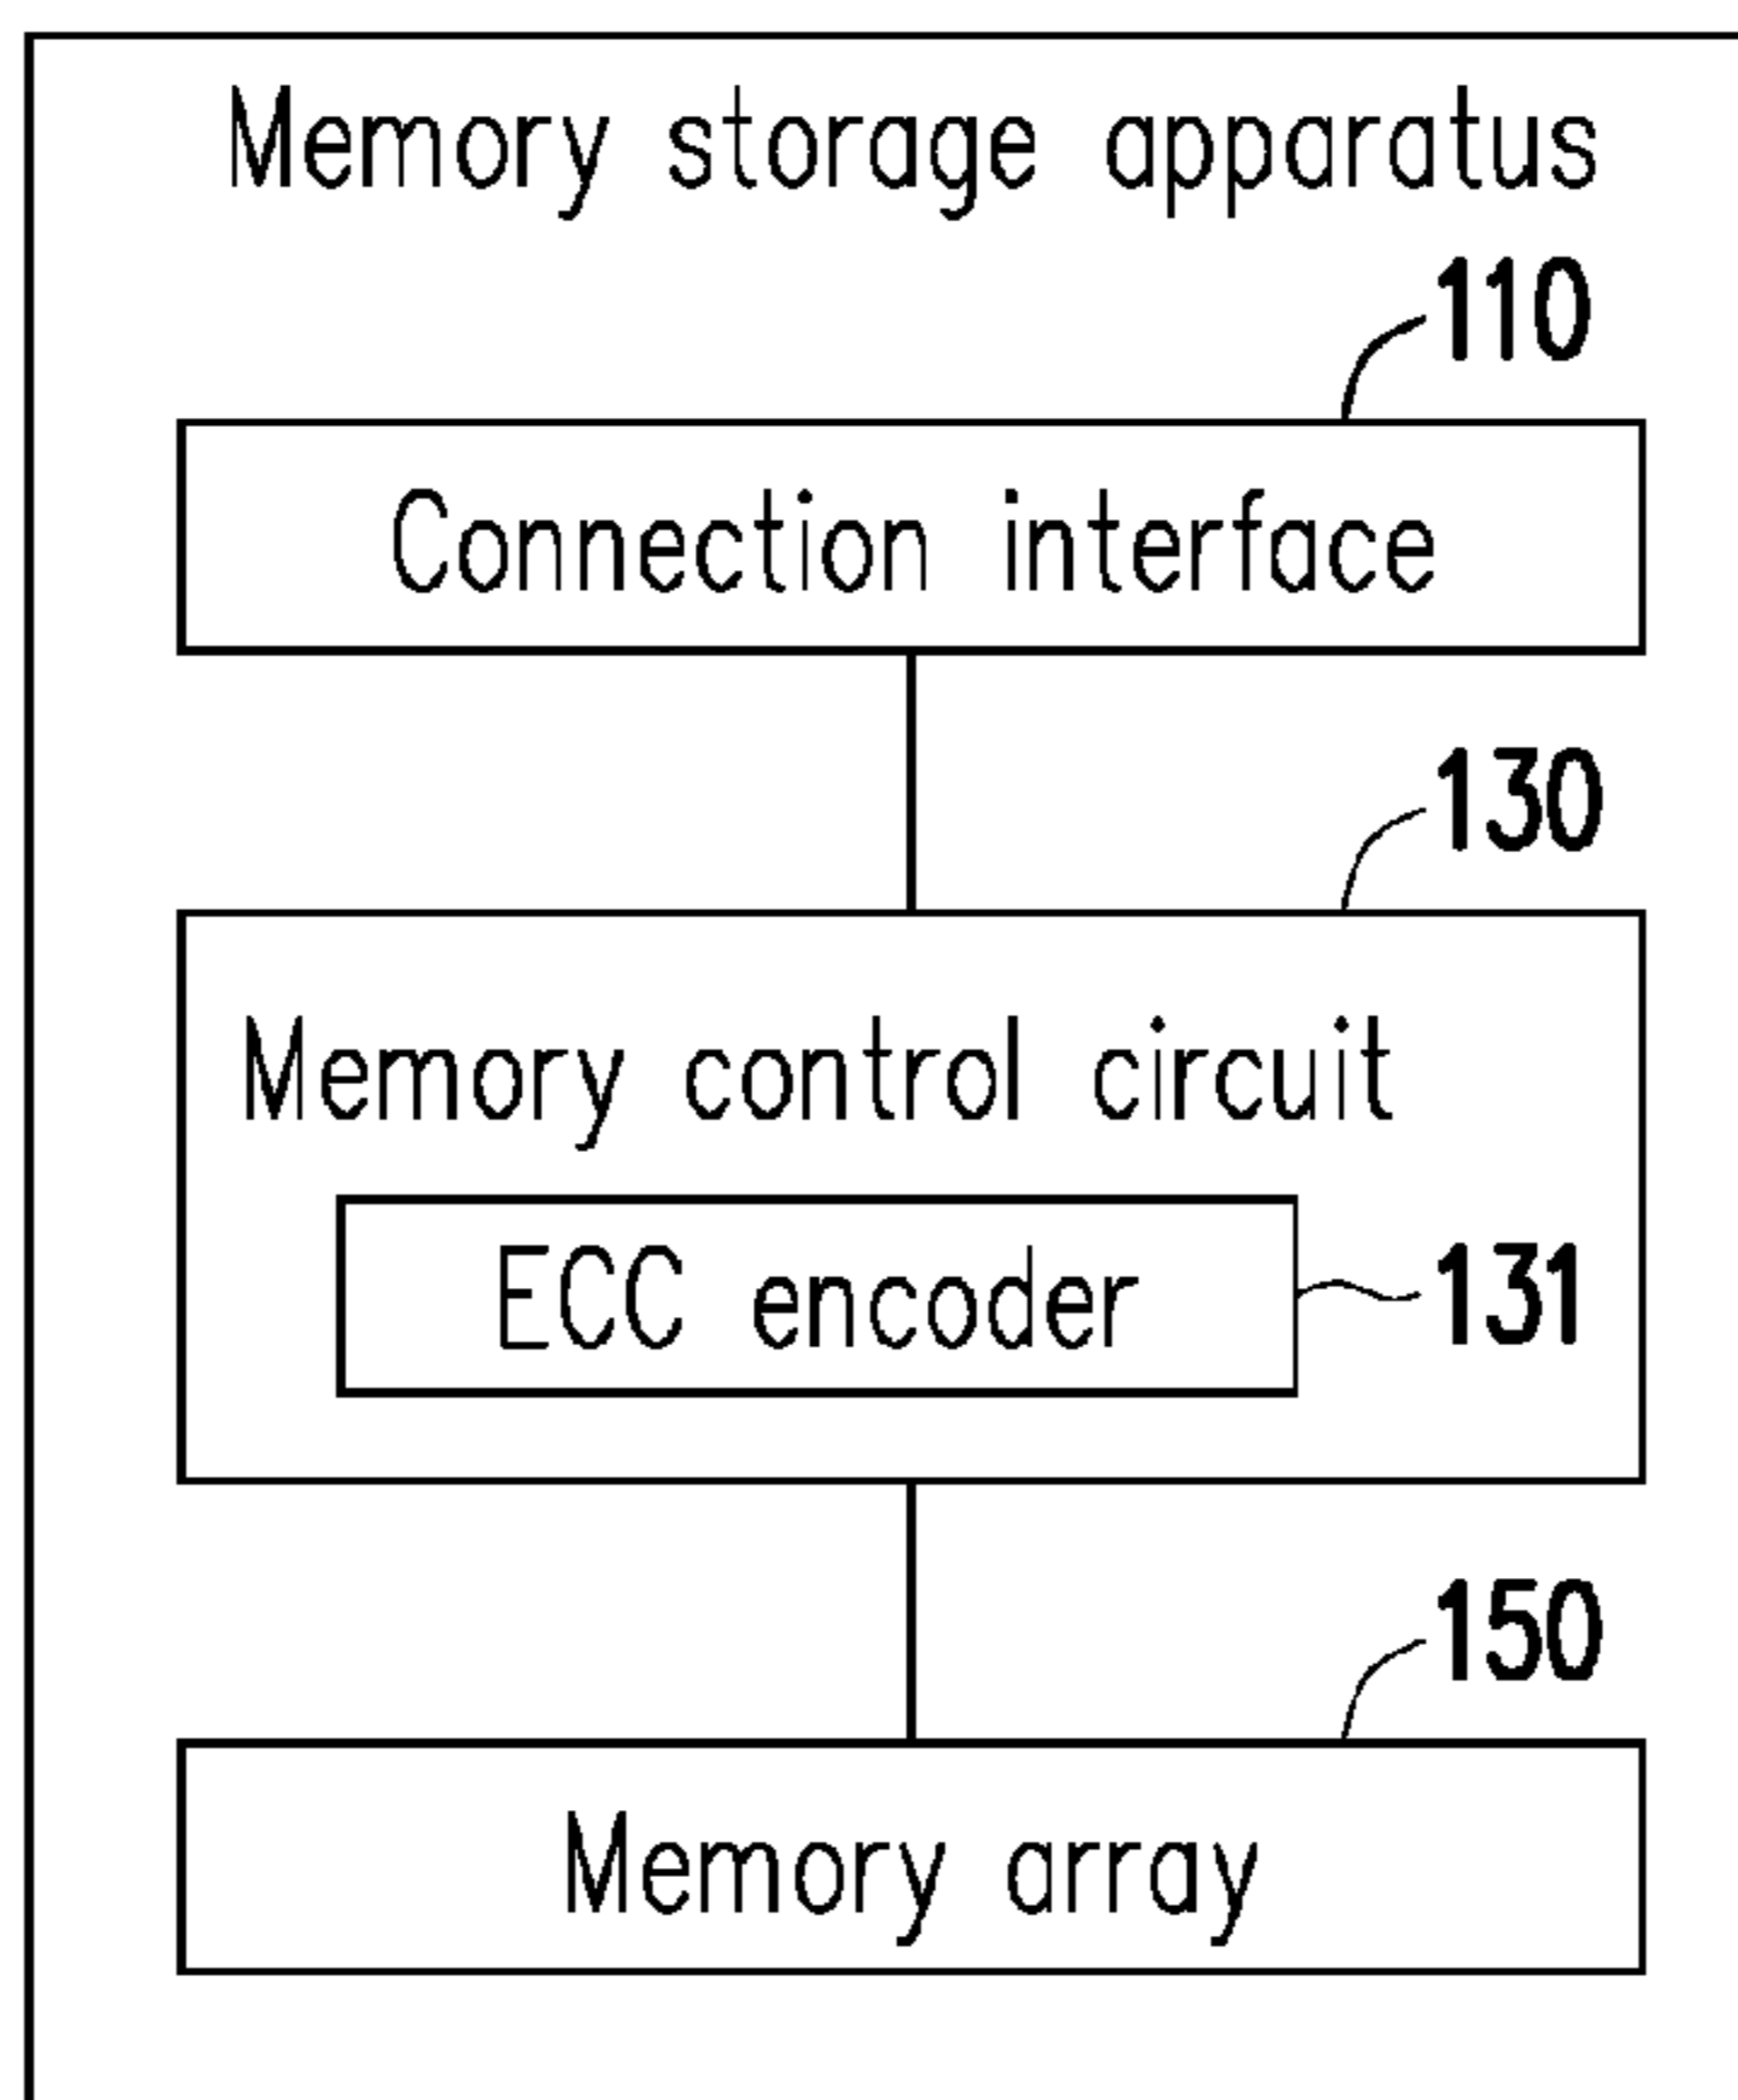 Memory storage apparatus
110
Connection interface
130
Memory control circuit
ECC encoder
131
150
Memory array